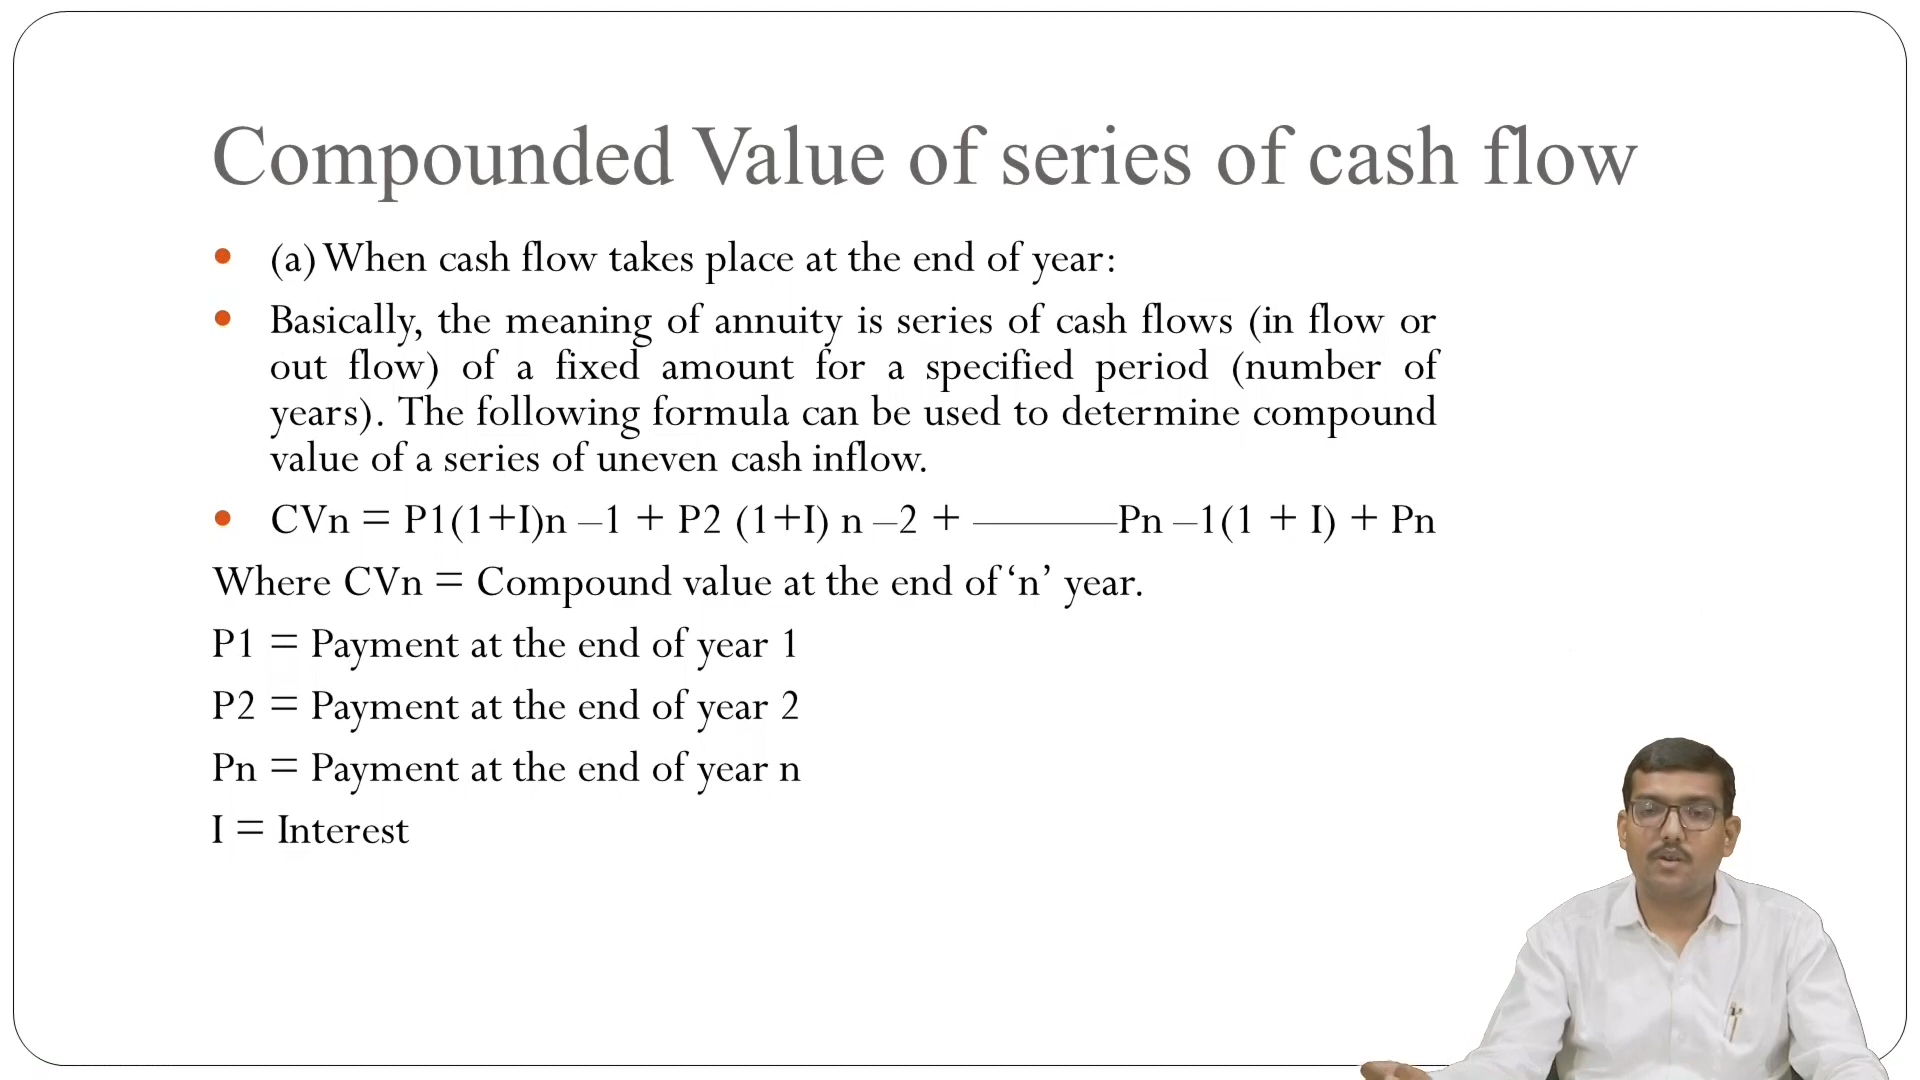 Compounded Value of series of cash flow
(a) When cash flow takes place at the end of year:
Basically, the meaning of annuity is series of cash flows (in flow or
out flow) of a fixed amount for a specified period (number of
years). The following formula can be used to determine compound
value of a series of uneven cash inflow.
CVn = P1(1+I)n –1 + P2 (1+I) n –2 + ————Pn –1(1 + I) + Pn
Where CVn = Compound value at the end of ‘n’ year.
P1 = Payment at the end of year 1
P2 = Payment at the end of year 2
Pn = Payment at the end of year n
I = Interest